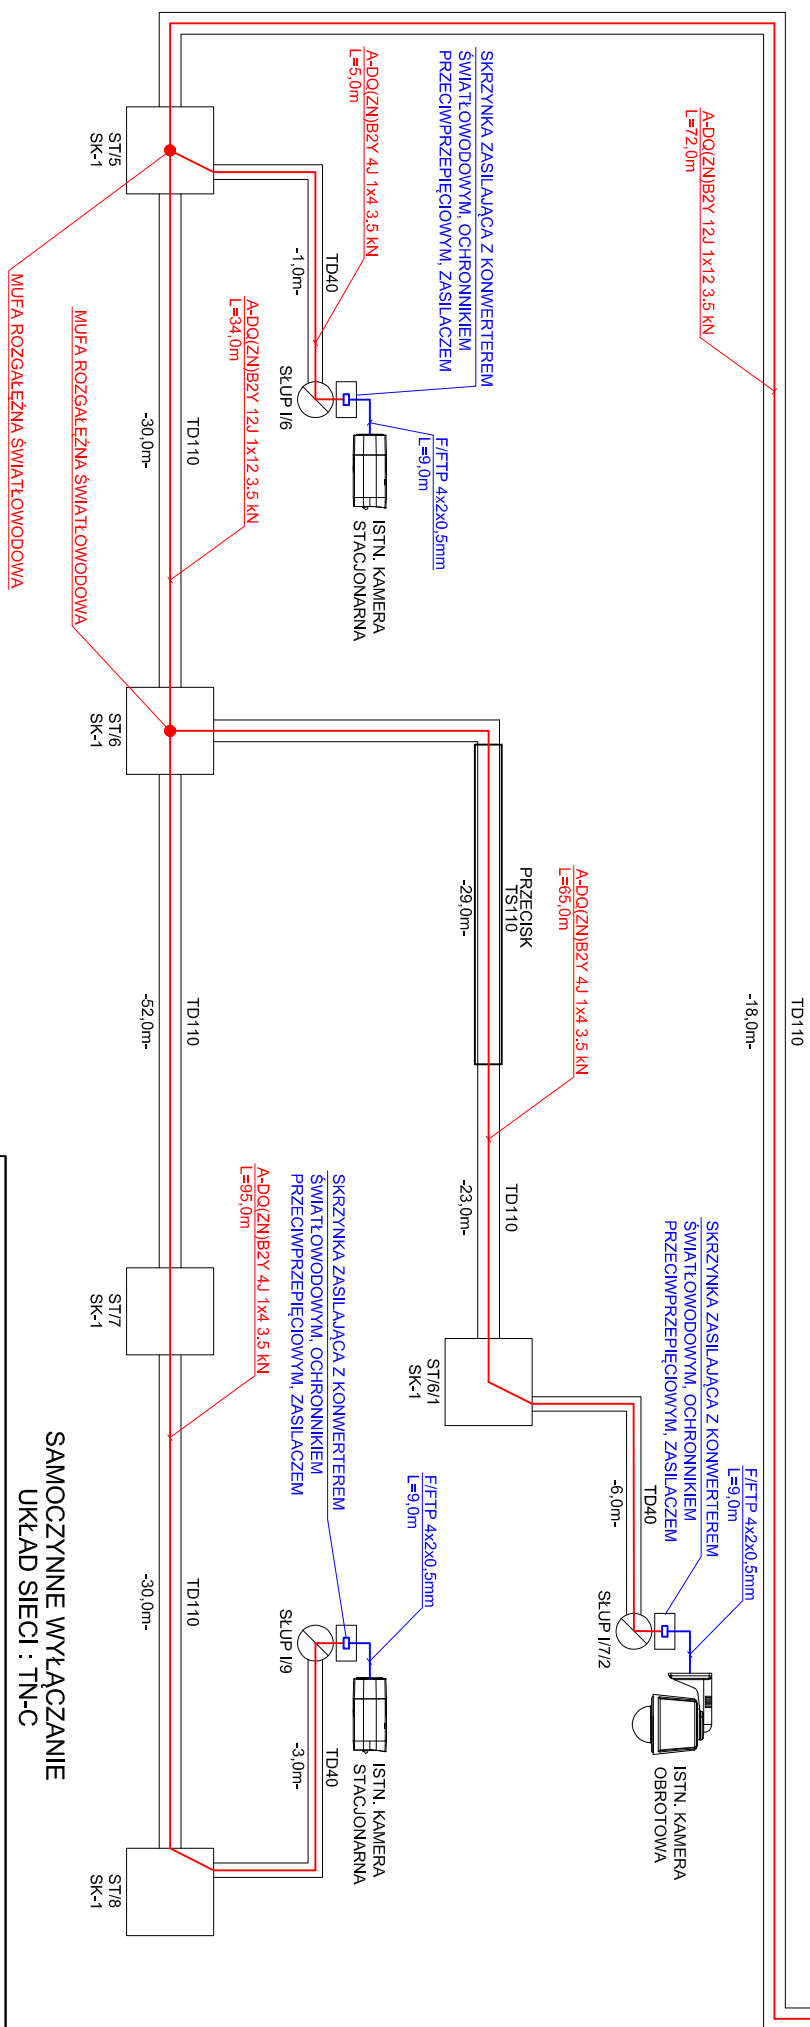 TD110
-18,0m-
A-DQ(ZN)B2Y 12J 1x12 3.5 kN
L=72,0m
SKRZYNKA ZASILAJĄCA Z KONWERTEREM
ŚWIATŁOWODOWYM, OCHRONNIKIEM
PRZECIWPRZEPIĘCIOWYM, ZASILACZEM
A-DQ(ZN)B2Y 4J 1x4 3.5 kN
L=5,0m
TD40
-1,0m-
SŁUP I/6
F/FTP 4x2x0,5mm
L=9,0m
ISTN. KAMERA
STACJONARNA
ST/5
SK-1
A-DQ(ZN)B2Y 12J 1x12 3.5 kN
L=34,0m
TD110
-30,0m-
MUFA ROZGAŁĘŹNA ŚWIATŁOWODOWA
MUFA ROZGAŁĘŹNA ŚWIATŁOWODOWA
ST/6
SK-1
PRZECISK
TS110
-29,0m-
A-DQ(ZN)B2Y 4J 1x4 3.5 kN
L=65,0m
TD110
-23,0m-
ST/6/1
SK-1
SKRZYNKA ZASILAJĄCA Z KONWERTEREM
ŚWIATŁOWODOWYM, OCHRONNIKIEM
PRZECIWPRZEPIĘCIOWYM, ZASILACZEM
F/FTP 4x2x0,5mm
L=9,0m
TD40
-6,0m-
SŁUP I/7/2
ISTN. KAMERA
OBROTOWA
TD110
-52,0m-
ST/7
SK-1
A-DQ(ZN)B2Y 4J 1x4 3.5 kN
L=95,0m
SKRZYNKA ZASILAJĄCA Z KONWERTEREM
ŚWIATŁOWODOWYM, OCHRONNIKIEM
PRZECIWPRZEPIĘCIOWYM, ZASILACZEM
F/FTP 4x2x0,5mm
L=9,0m
SŁUP I/9
TD40
-3,0m-
ISTN. KAMERA
STACJONARNA
TD110
-30,0m-
ST/8
SK-1
SAMOCZYNNE WYŁĄCZANIE
UKŁAD SIECI : TN-C